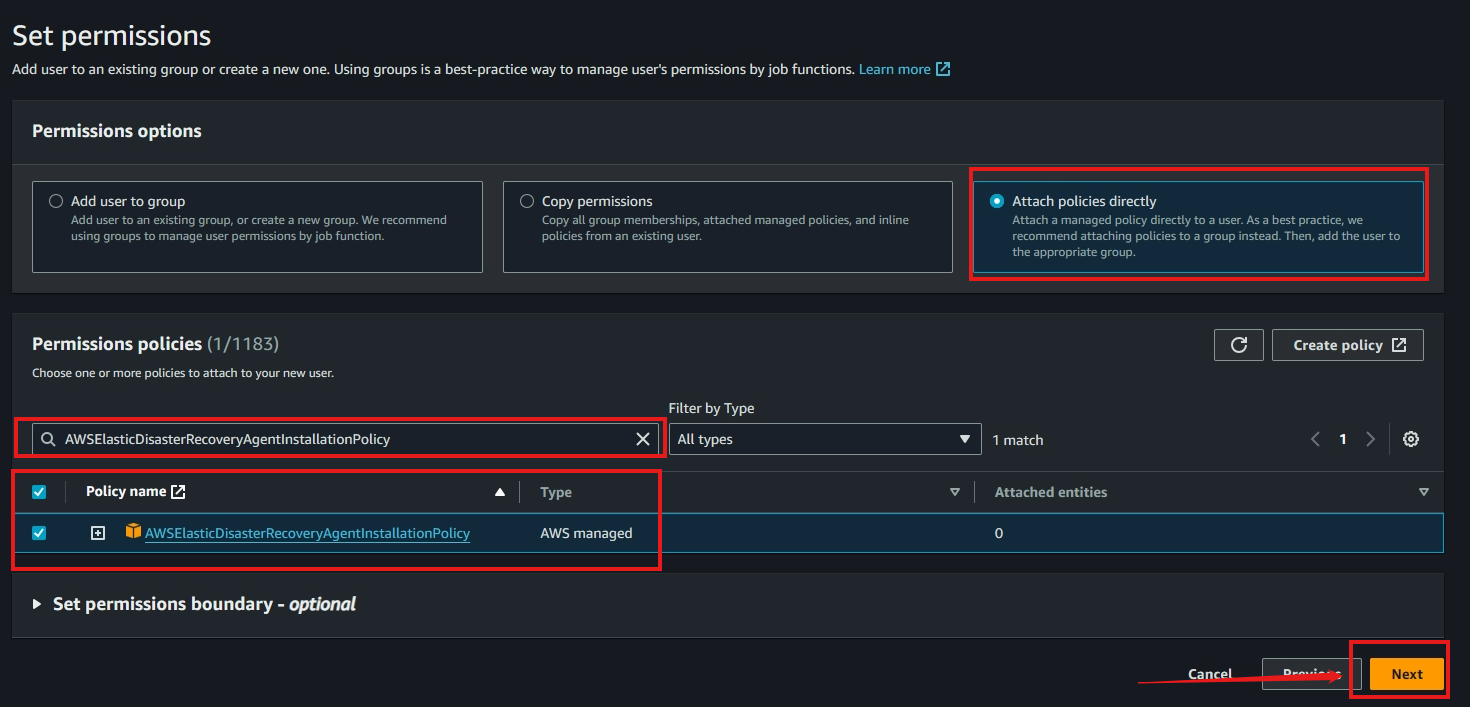 Set permissions
Add user to an existing group or create a new one. Using groups is a best-practice way to manage user's permissions by job functions. Learn more
Permissions options
Add user to group
Add user to an existing group, or create a new group. We recommend
using groups to manage user permissions by job function.
Copy permissions
Copy all group memberships, attached managed policies, and inline
policies from an existing user.
Attach policies directly
Attach a managed policy directly to a user. As a best practice, we
recommend attaching policies to a group instead. Then, add the user to
the appropriate group.
Permissions policies (1/1183)
Create policy
Choose one or more policies to attach to your new user.
Filter by Type
AWSElasticDisasterRecoveryAgentInstallationPolicy
All types
1 match
1
Policy name
Type
Attached entities
AWSElasticDisasterRecoveryAgentInstallationPolicy
AWS managed
0
Set permissions boundary - optional
Cancel
Previous
Next